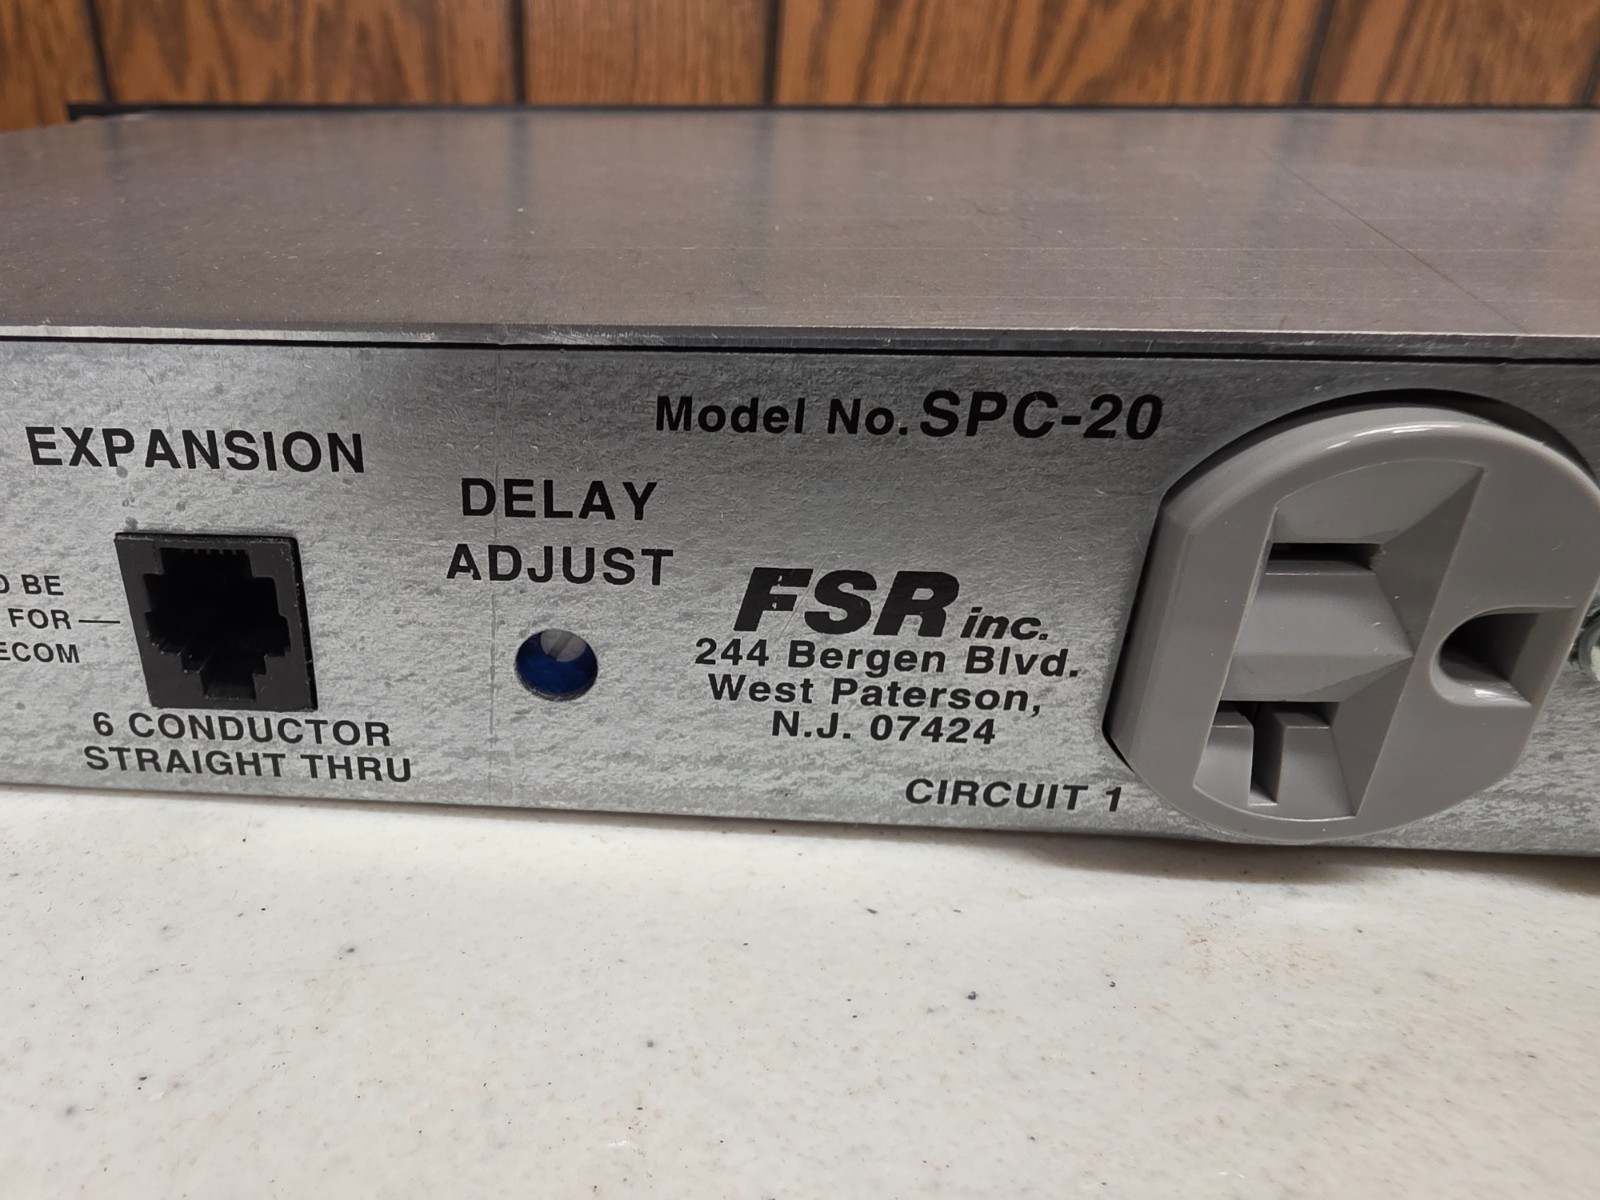 EXPANSION
BE
FOR
6 CONDUCTOR
STRAIGHT THRU
DELAY
ADJUST
Model No. SPC-20
FSR inc.
244 Bergen Blvd.
West Paterson,
N.J. 07424
CIRCUIT 1